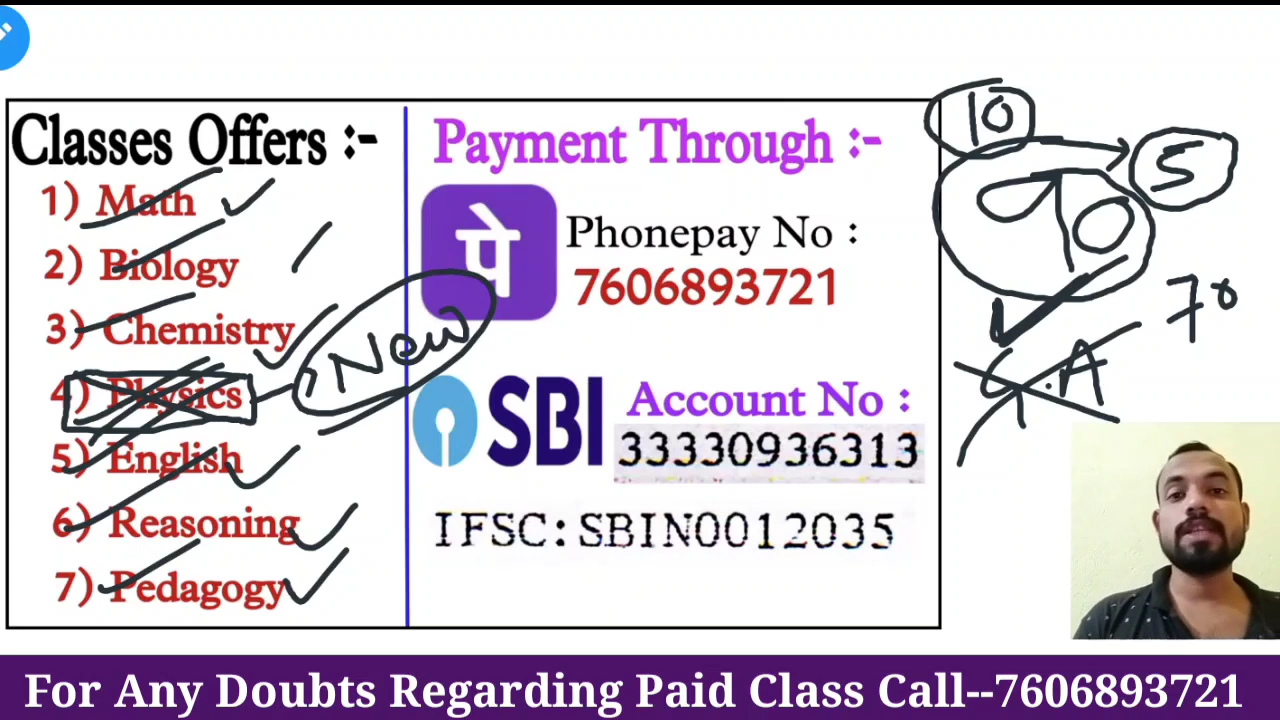 Classes Offers :-
1) Math
2) Biology
3) Chemistry
4) Physics
5) English
6) Reasoning
7) Pedagogy
New
Payment Through :-
पे
Phonepay No :
7606893721
SBI
Account No :
33330936313
IFSC:SBIN0012035
10
5
C.A
For Any Doubts Regarding Paid Class Call--7606893721